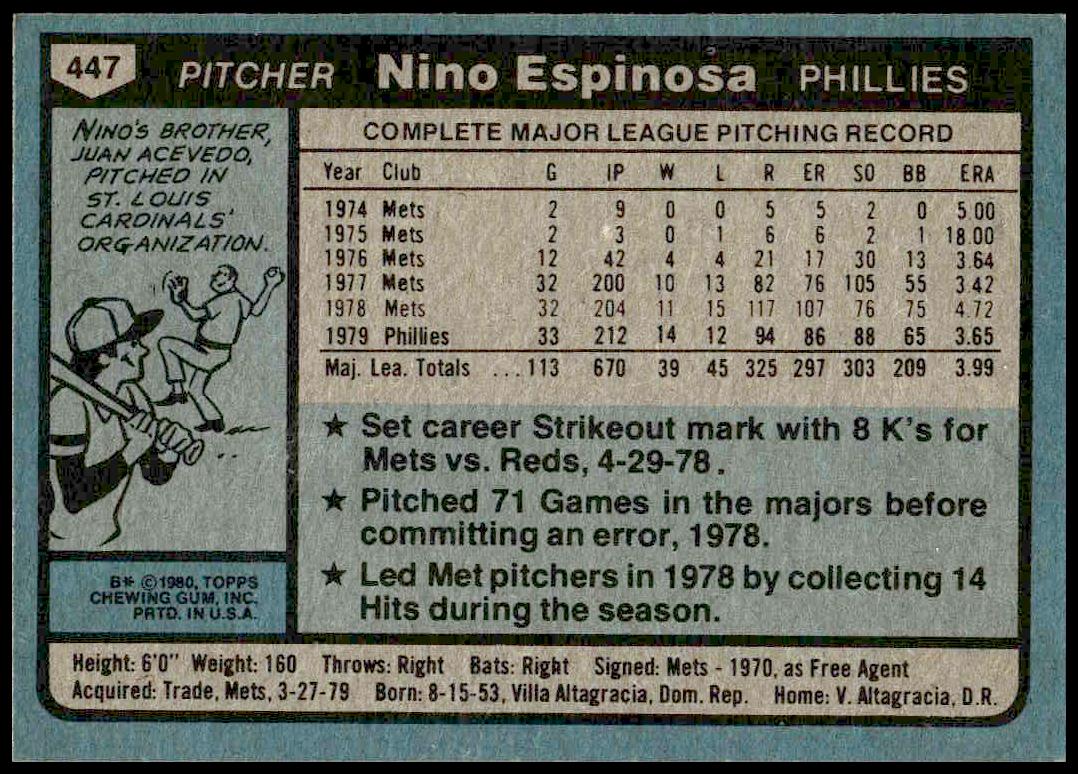 447 PITCHER Nino Espinosa PHILLIES
NINO'S BROTHER,
JUAN ACEVEDO,
PITCHED IN
ST. LOUIS
CARDINALS'
ORGANIZATION.
COMPLETE MAJOR LEAGUE PITCHING RECORD
Year Club G IP W L R ER SO BB ERA
1974 Mets 2 9 0 0 5 5 2 0 5.00
1975 Mets 2 3 0 1 6 6 2 1 18.00
1976 Mets 12 42 4 4 21 17 30 13 3.64
1977 Mets 32 200 10 13 82 76 105 55 3.42
1978 Mets 32 204 11 15 117 107 76 75 4.72
1979 Phillies 33 212 14 12 94 86 88 65 3.65
Maj. Lea. Totals ...113 670 39 45 325 297 303 209 3.99
★ Set career Strikeout mark with 8 K's for
Mets vs. Reds, 4-29-78.
★ Pitched 71 Games in the majors before
committing an error, 1978.
★ Led Met pitchers in 1978 by collecting 14
Hits during the season.
B* ©1980, TOPPS
CHEWING GUM, INC.
PRTD. IN U.S.A.
Height: 6'0" Weight: 160 Throws: Right Bats: Right Signed: Mets - 1970, as Free Agent
Acquired: Trade, Mets, 3-27-79 Born: 8-15-53, Villa Altagracia, Dom. Rep. Home: V. Altagracia, D.R.